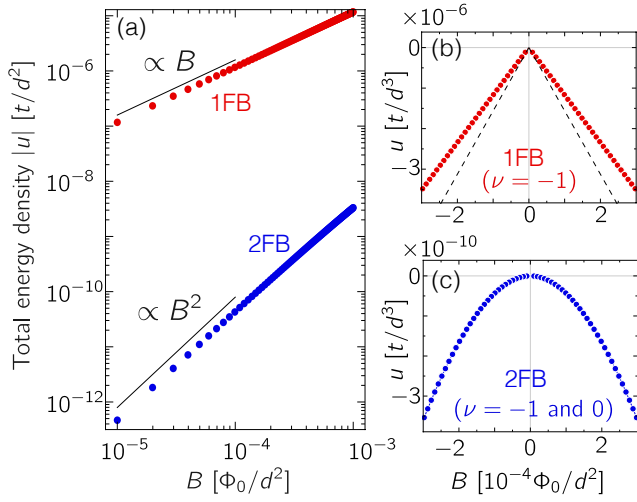 (a)
Total energy density |u| [t/d²]
10⁻⁶
10⁻⁸
10⁻¹⁰
10⁻¹²
∝ B
1FB
2FB
∝ B²
10⁻⁵
10⁻⁴
10⁻³
B [Φ₀/d²]
×10⁻⁶
(b)
u [t/d³]
0
−3
1FB
(ν = −1)
−2
0
2
×10⁻¹⁰
(c)
u [t/d³]
0
−3
2FB
(ν = −1 and 0)
−2
0
2
B [10⁻⁴Φ₀/d²]